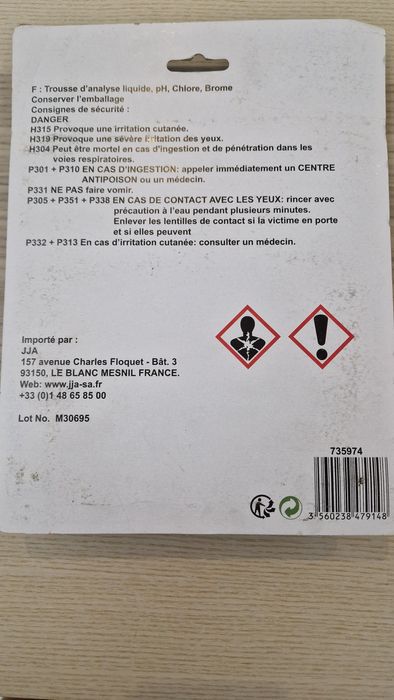 F : Trousse d'analyse liquide, pH, Chlore, Brome
Conserver l'emballage
Consignes de sécurité :
DANGER
H315 Provoque une irritation cutanée.
H319 Provoque une sévère irritation des yeux.
H304 Peut être mortel en cas d'ingestion et de pénétration dans les
voies respiratoires.
P301 + P310 EN CAS D'INGESTION: appeler immédiatement un CENTRE
ANTIPOISON ou un médecin.
P331 NE PAS faire vomir.
P305 + P351 + P338 EN CAS DE CONTACT AVEC LES YEUX: rincer avec
précaution à l'eau pendant plusieurs minutes.
Enlever les lentilles de contact si la victime en porte
et si elles peuvent
P332 + P313 En cas d'irritation cutanée: consulter un médecin.
Importé par :
JJA
157 avenue Charles Floquet - Bât. 3
93150, LE BLANC MESNIL FRANCE.
Web: www.jja-sa.fr
+33 (0)1 48 65 85 00
Lot No. M30695
735974
3 560238 479148